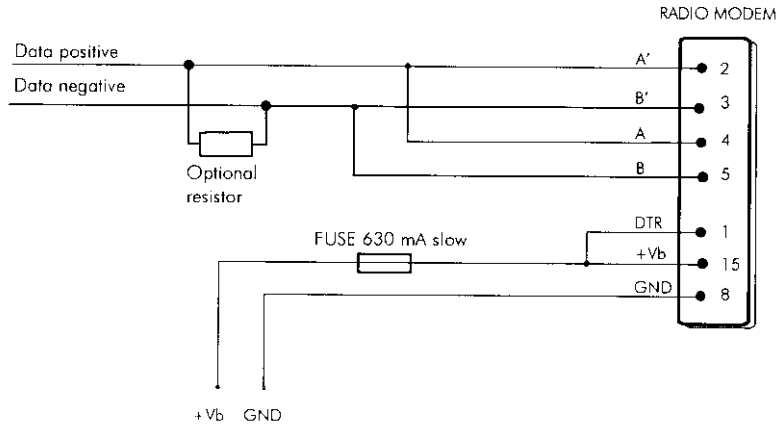 RADIO MODEM
Data positive
A'
2
Data negative
B'
3
A
4
Optional
resistor
B
5
DTR
1
FUSE 630 mA slow
+Vb
15
GND
8
+Vb GND